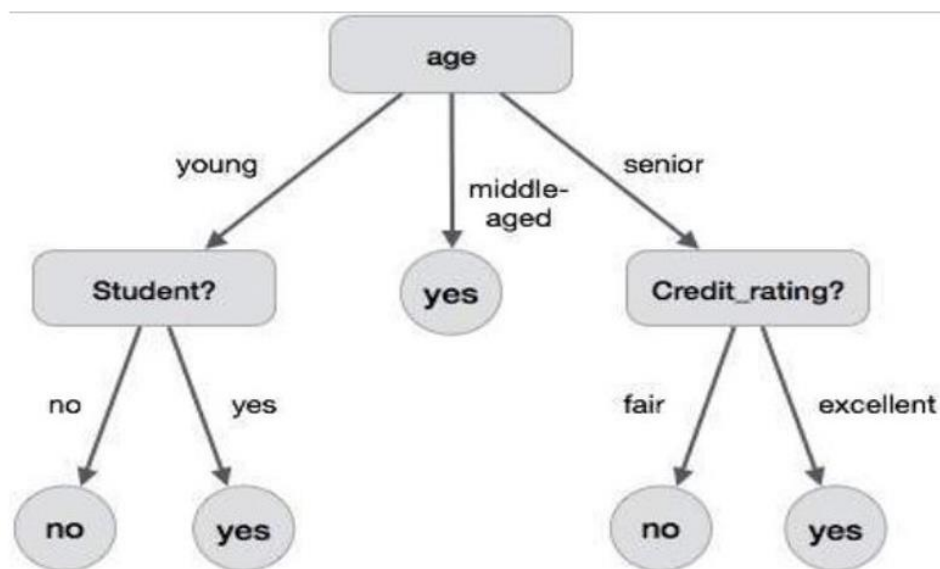 age
young
middle-
aged
senior
Student?
yes
Credit_rating?
no
yes
fair
excellent
no
yes
no
yes